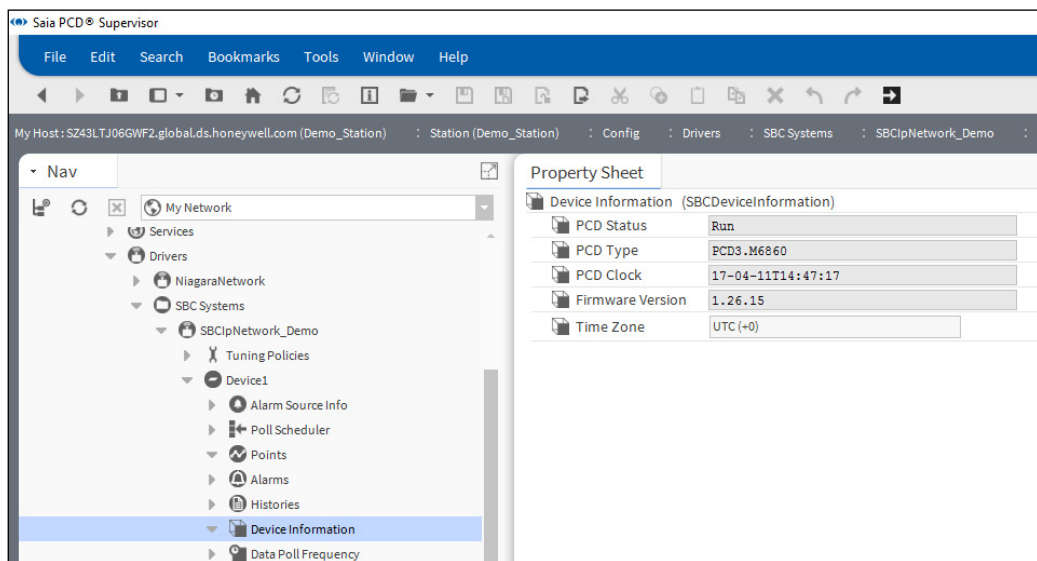 Saia PCD® Supervisor
File Edit Search Bookmarks Tools Window Help
My Host : SZ43LTJ06GWF2.global.ds.honeywell.com (Demo_Station) : Station (Demo_Station) : Config : Drivers : SBC Systems : SBCIpNetwork_Demo :
Nav
My Network
Services
Drivers
NiagaraNetwork
SBC Systems
SBCIpNetwork_Demo
Tuning Policies
Device1
Alarm Source Info
Poll Scheduler
Points
Alarms
Histories
Device Information
Data Poll Frequency
Property Sheet
Device Information (SBCDeviceInformation)
PCD Status Run
PCD Type PCD3.M6860
PCD Clock 17-04-11T14:47:17
Firmware Version 1.26.15
Time Zone UTC (+0)